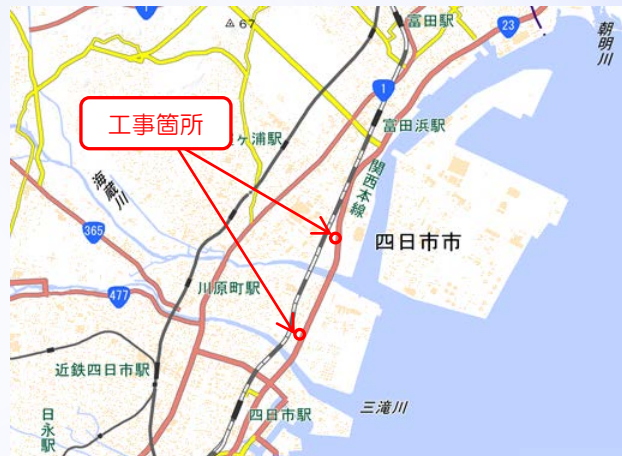 富田駅
23
朝明川
67
1
1
工事箇所
ヶ浦駅
富田浜駅
関西本線
海蔵川
365
四日市市
477
川原町駅
近鉄四日市駅
日永駅
四日市駅
三滝川